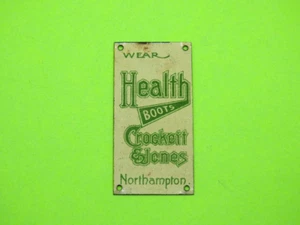 WEAR
Health
BOOTS
Crockett
& Jones
Northampton.